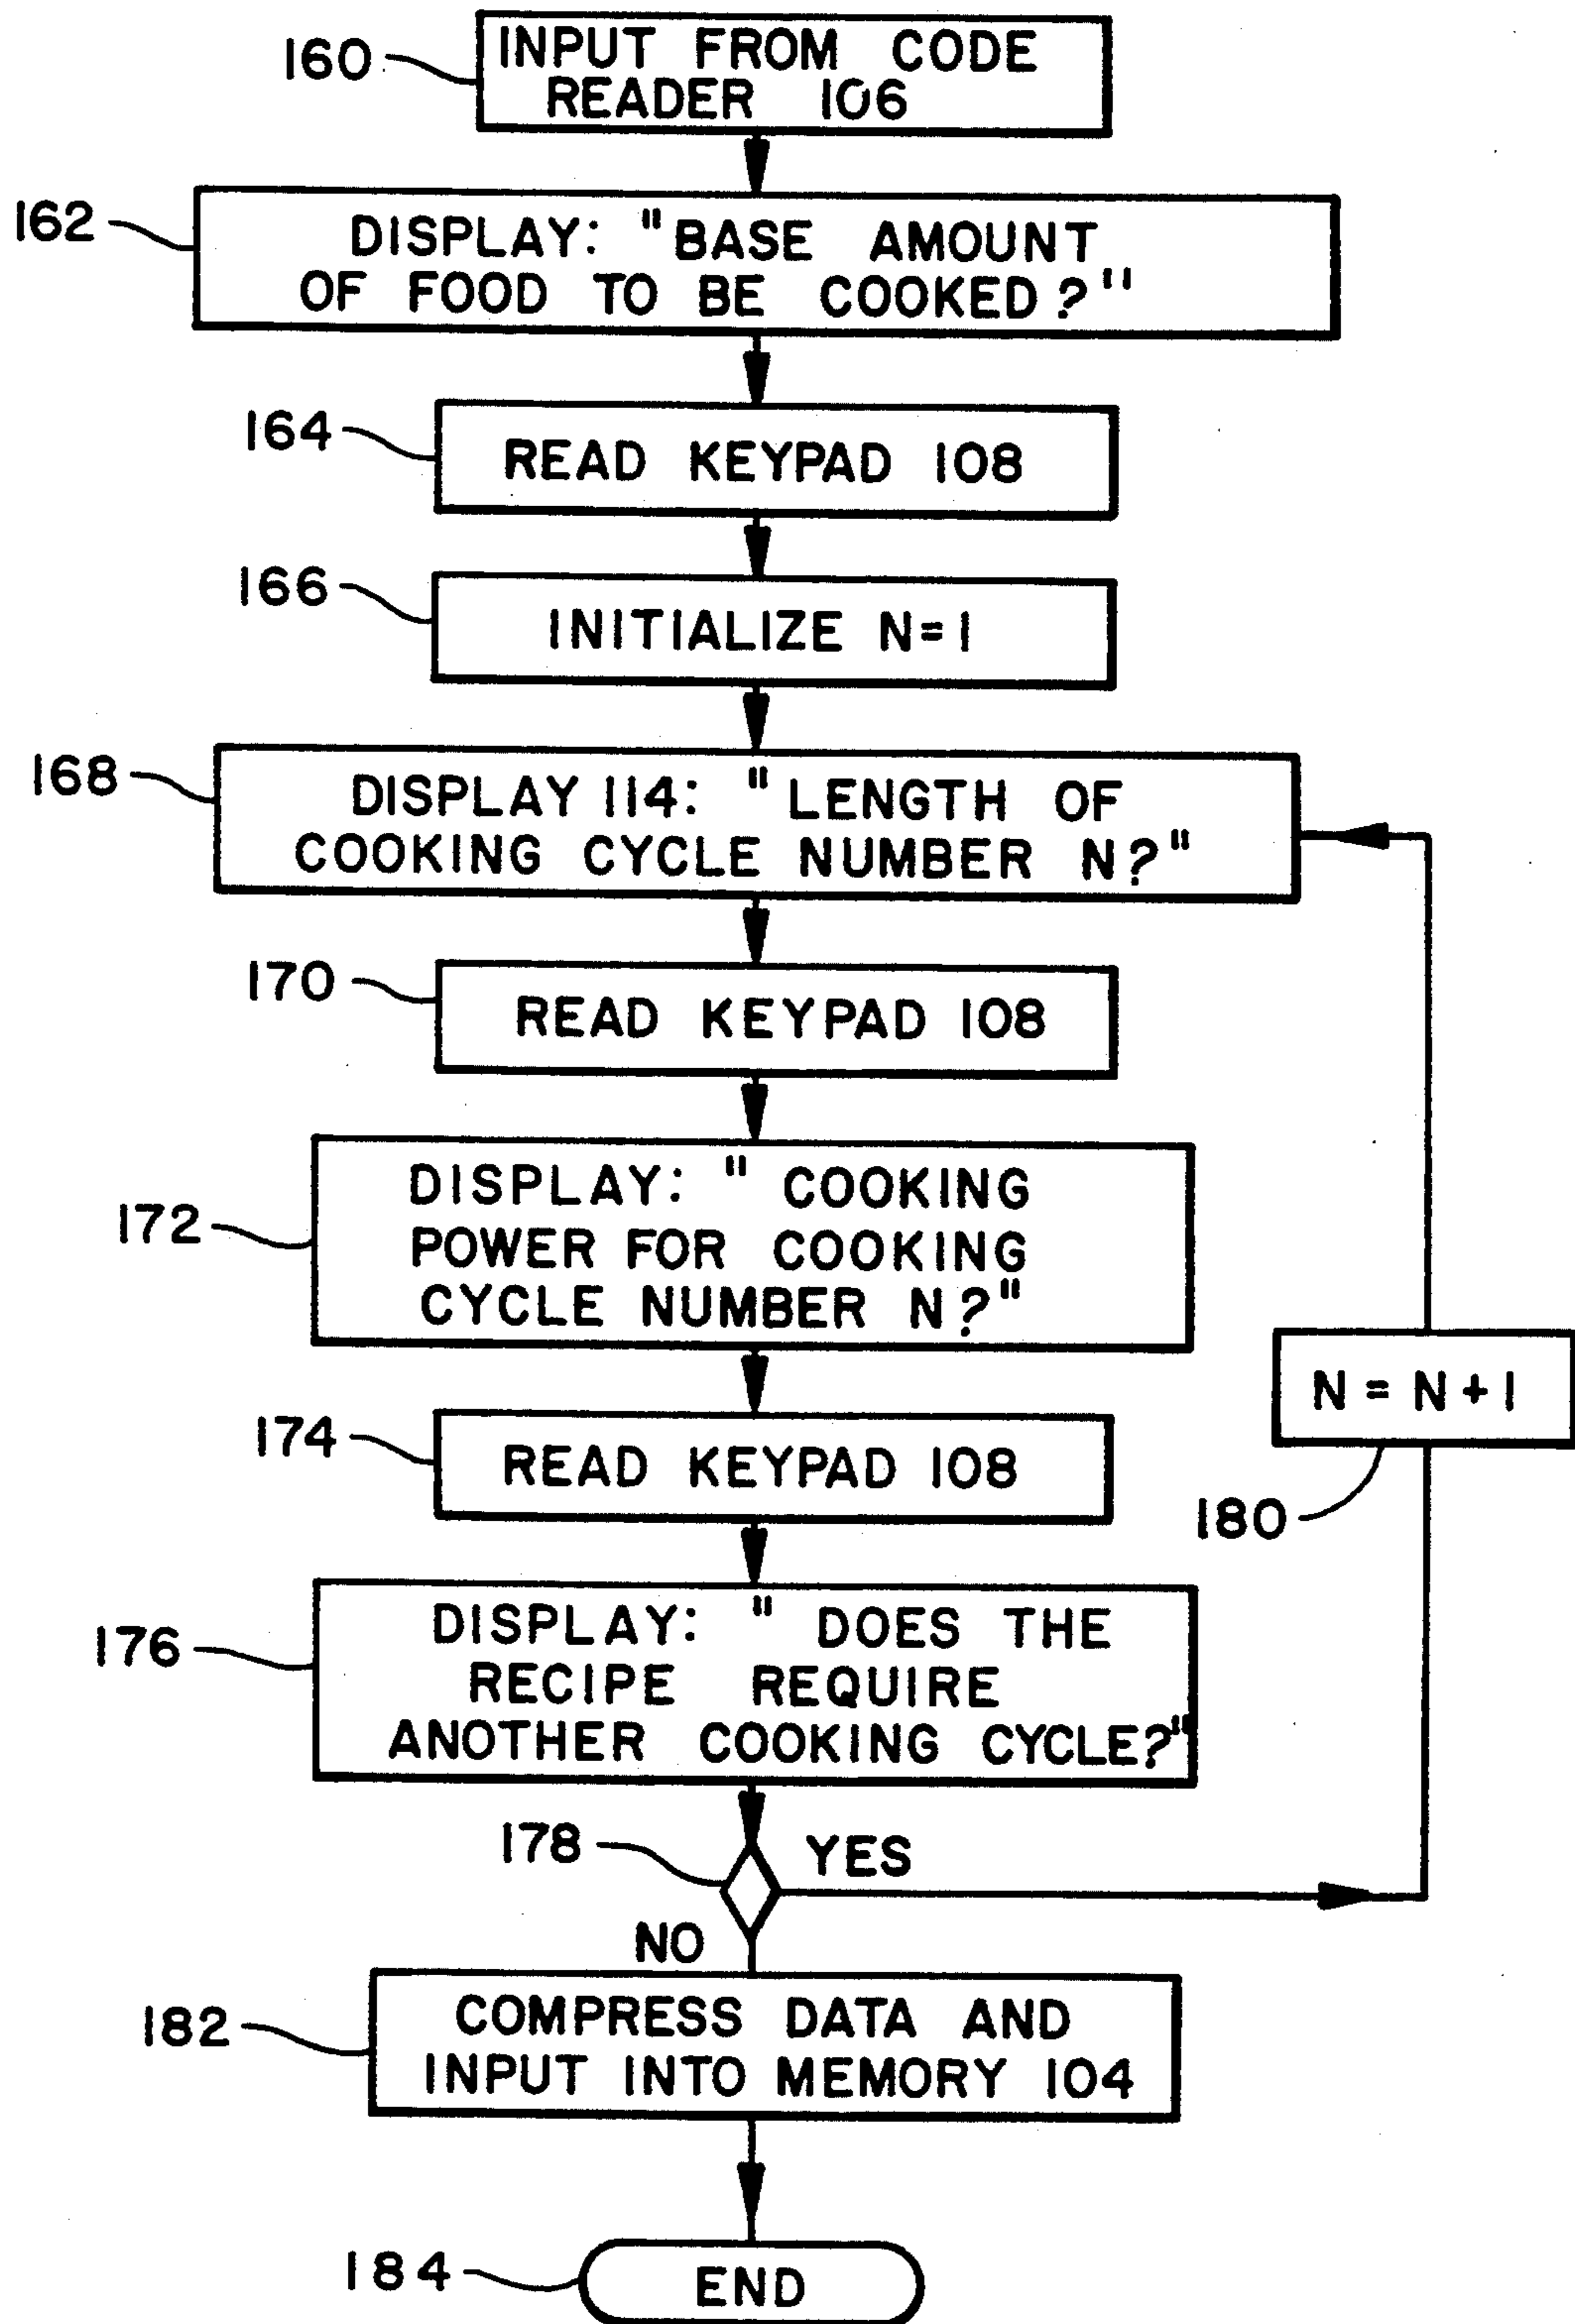 160
INPUT FROM CODE
READER 106
162
DISPLAY: "BASE AMOUNT
OF FOOD TO BE COOKED?"
164
READ KEYPAD 108
166
INITIALIZE N=1
168
DISPLAY 114: "LENGTH OF
COOKING CYCLE NUMBER N?"
170
READ KEYPAD 108
172
DISPLAY: " COOKING
POWER FOR COOKING
CYCLE NUMBER N?"
N = N + 1
174
READ KEYPAD 108
180
176
DISPLAY: " DOES THE
RECIPE REQUIRE
ANOTHER COOKING CYCLE?"
178
YES
NO
182
COMPRESS DATA AND
INPUT INTO MEMORY 104
184
END